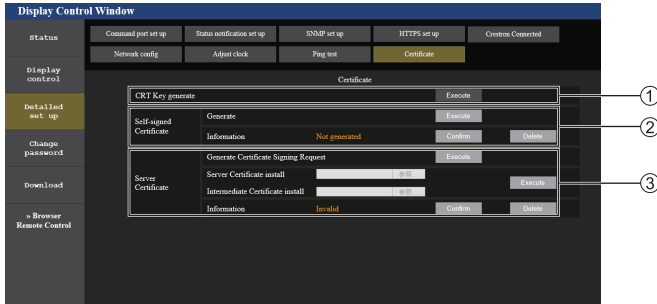 Display Control Window
Status
Display
control
Detailed
set up
Change
password
Download
» Browser
Remote Control
Command port set up
Status notification set up
SNMP set up
HTTPS set up
Crestron Connected
Network config
Adjust clock
Ping test
Certificate
Certificate
CRT Key generate
Execute
1
Self-signed
Certificate
Generate
Execute
Information
Not generated
Confirm
Delete
2
Server
Certificate
Generate Certificate Signing Request
Execute
Server Certificate install
参照...
Intermediate Certificate install
参照...
Execute
Information
Invalid
Confirm
Delete
3